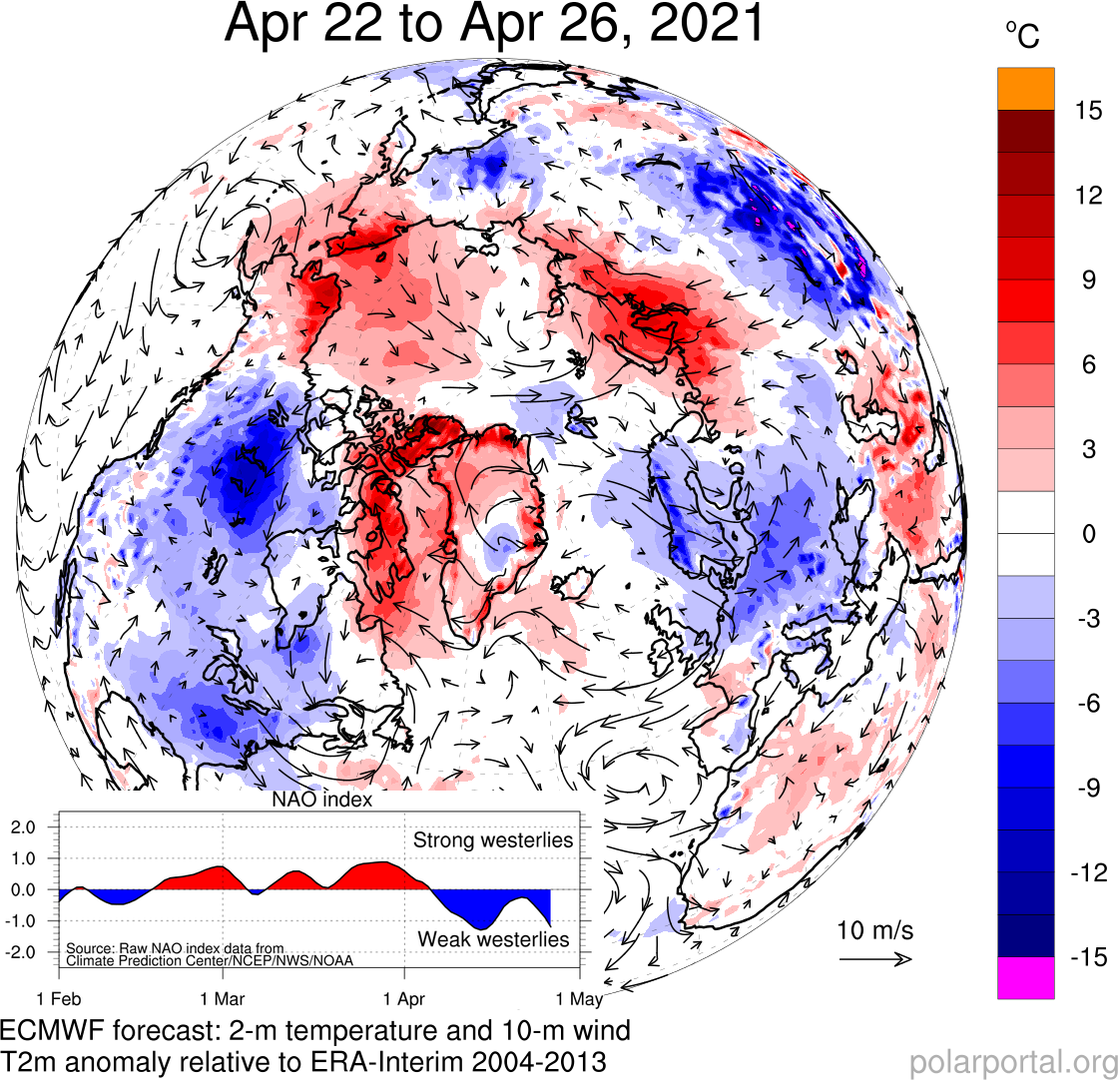 Apr 22 to Apr 26, 2021
°C
15
12
9
6
3
0
-3
-6
-9
-12
-15
10 m/s
NAO index
2.0
1.0
0.0
-1.0
-2.0
Strong westerlies
Weak westerlies
Source: Raw NAO index data from
Climate Prediction Center/NCEP/NWS/NOAA
1 Feb 1 Mar 1 Apr 1 May
ECMWF forecast: 2-m temperature and 10-m wind
T2m anomaly relative to ERA-Interim 2004-2013
polarportal.org